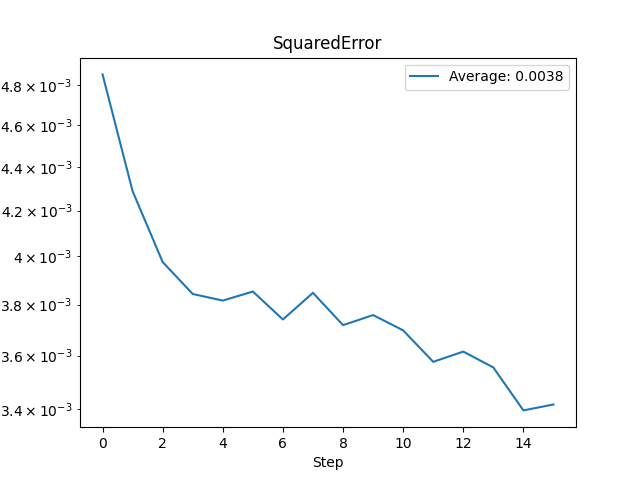 SquaredError
Average: 0.0038
4.8 × 10⁻³
4.6 × 10⁻³
4.4 × 10⁻³
4.2 × 10⁻³
4 × 10⁻³
3.8 × 10⁻³
3.6 × 10⁻³
3.4 × 10⁻³
0 2 4 6 8 10 12 14
Step